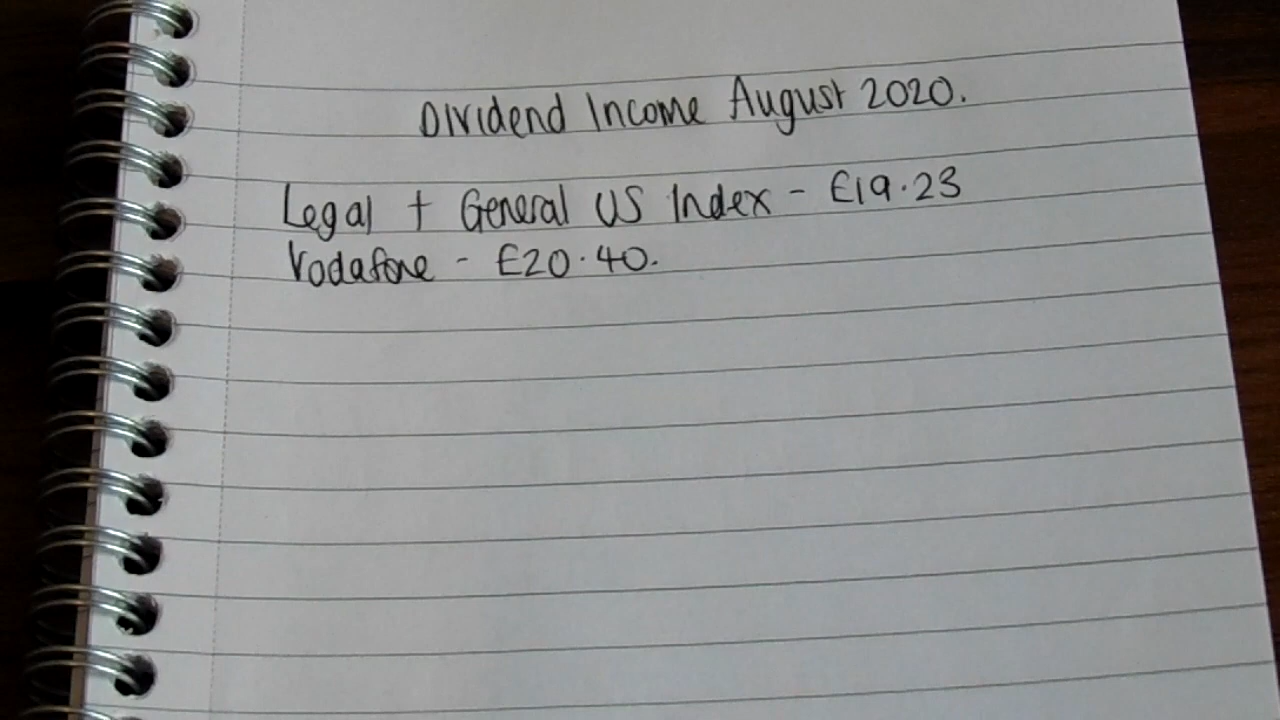 Dividend Income August 2020.
Legal + General US Index - £19.23
Vodafone - £20.40.